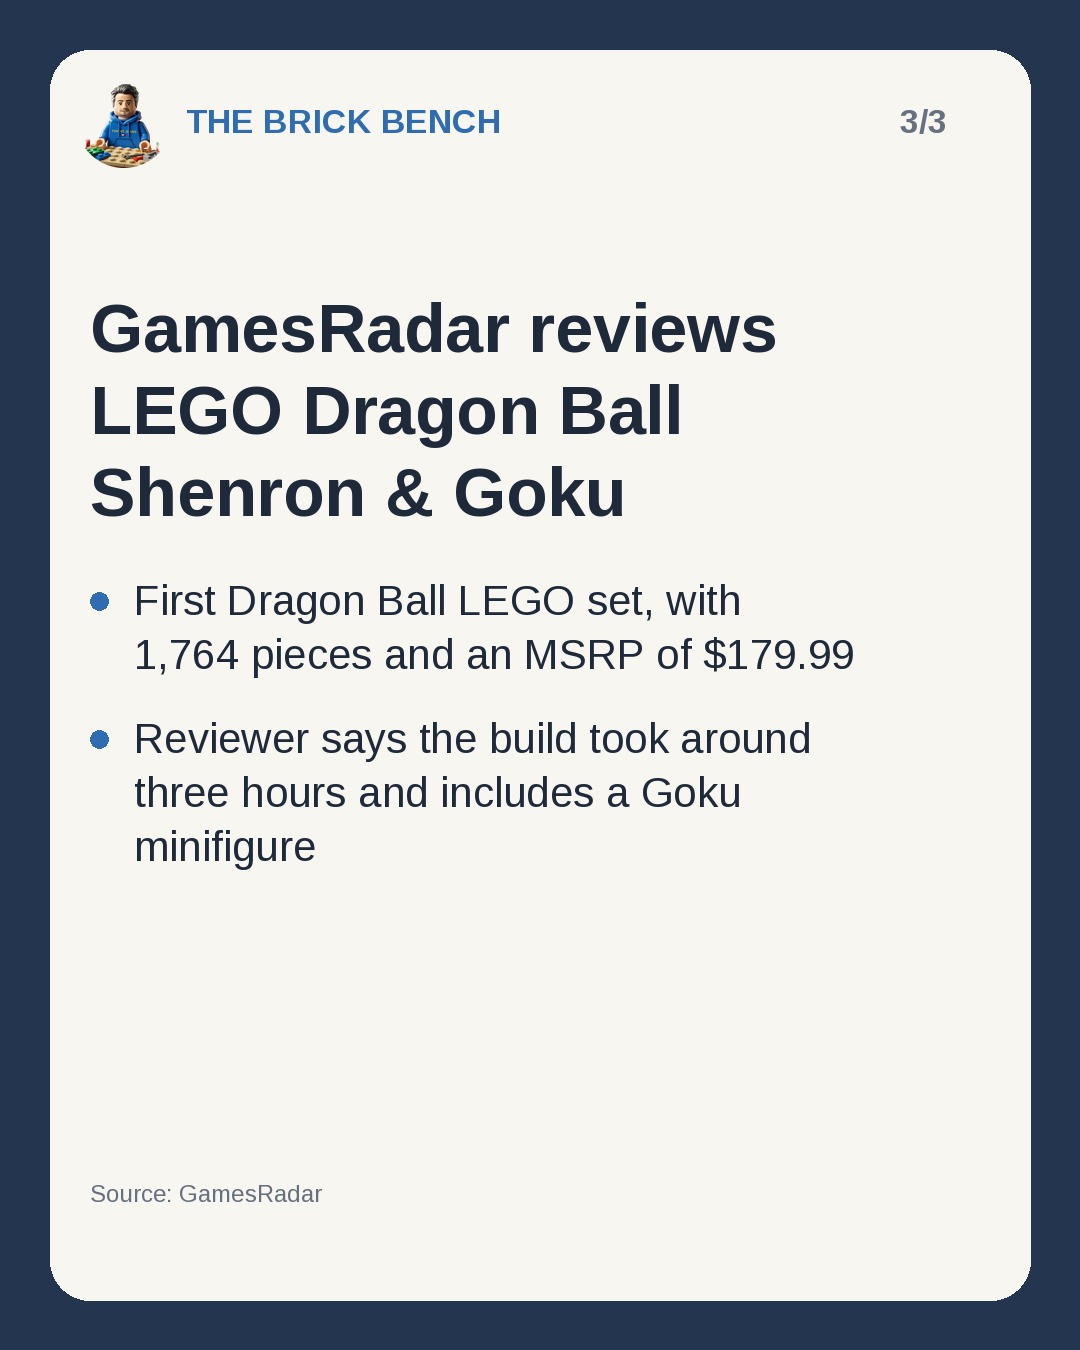 THE BRICK BENCH
3/3
GamesRadar reviews
LEGO Dragon Ball
Shenron & Goku
First Dragon Ball LEGO set, with
1,764 pieces and an MSRP of $179.99
Reviewer says the build took around
three hours and includes a Goku
minifigure
Source: GamesRadar